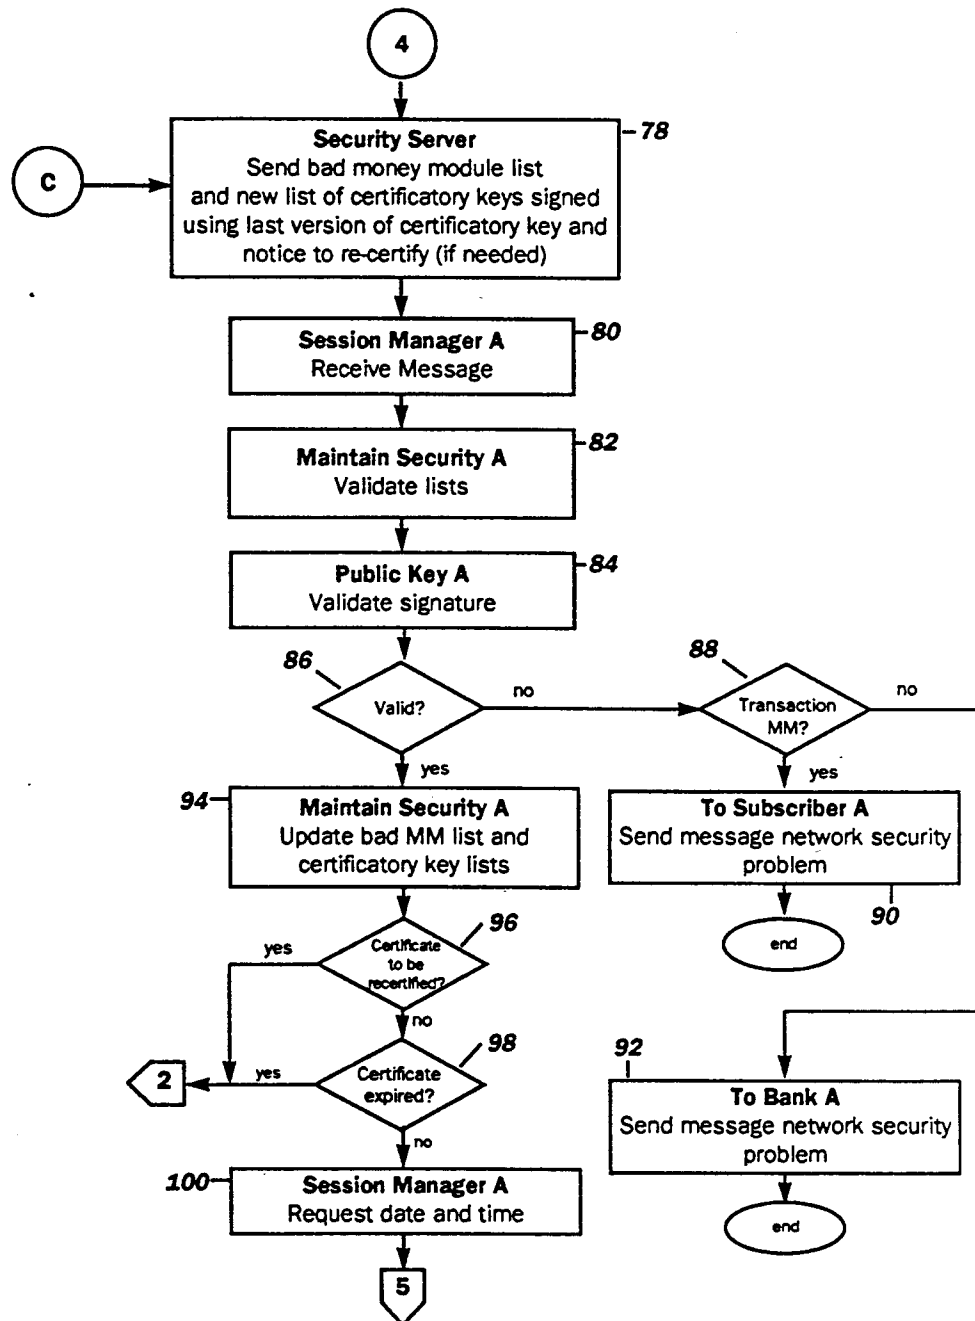 4
C
Security Server
Send bad money module list
and new list of certificatory keys signed
using last version of certificatory key and
notice to re-certify (if needed)
78
Session Manager A
Receive Message
80
Maintain Security A
Validate lists
82
Public Key A
Validate signature
84
86
Valid?
no
yes
88
Transaction
MM?
no
yes
94
Maintain Security A
Update bad MM list and
certificatory key lists
To Subscriber A
Send message network security
problem
90
end
96
Certificate
to be
recertified?
yes
no
98
Certificate
expired?
yes
2
no
92
To Bank A
Send message network security
problem
end
100
Session Manager A
Request date and time
5